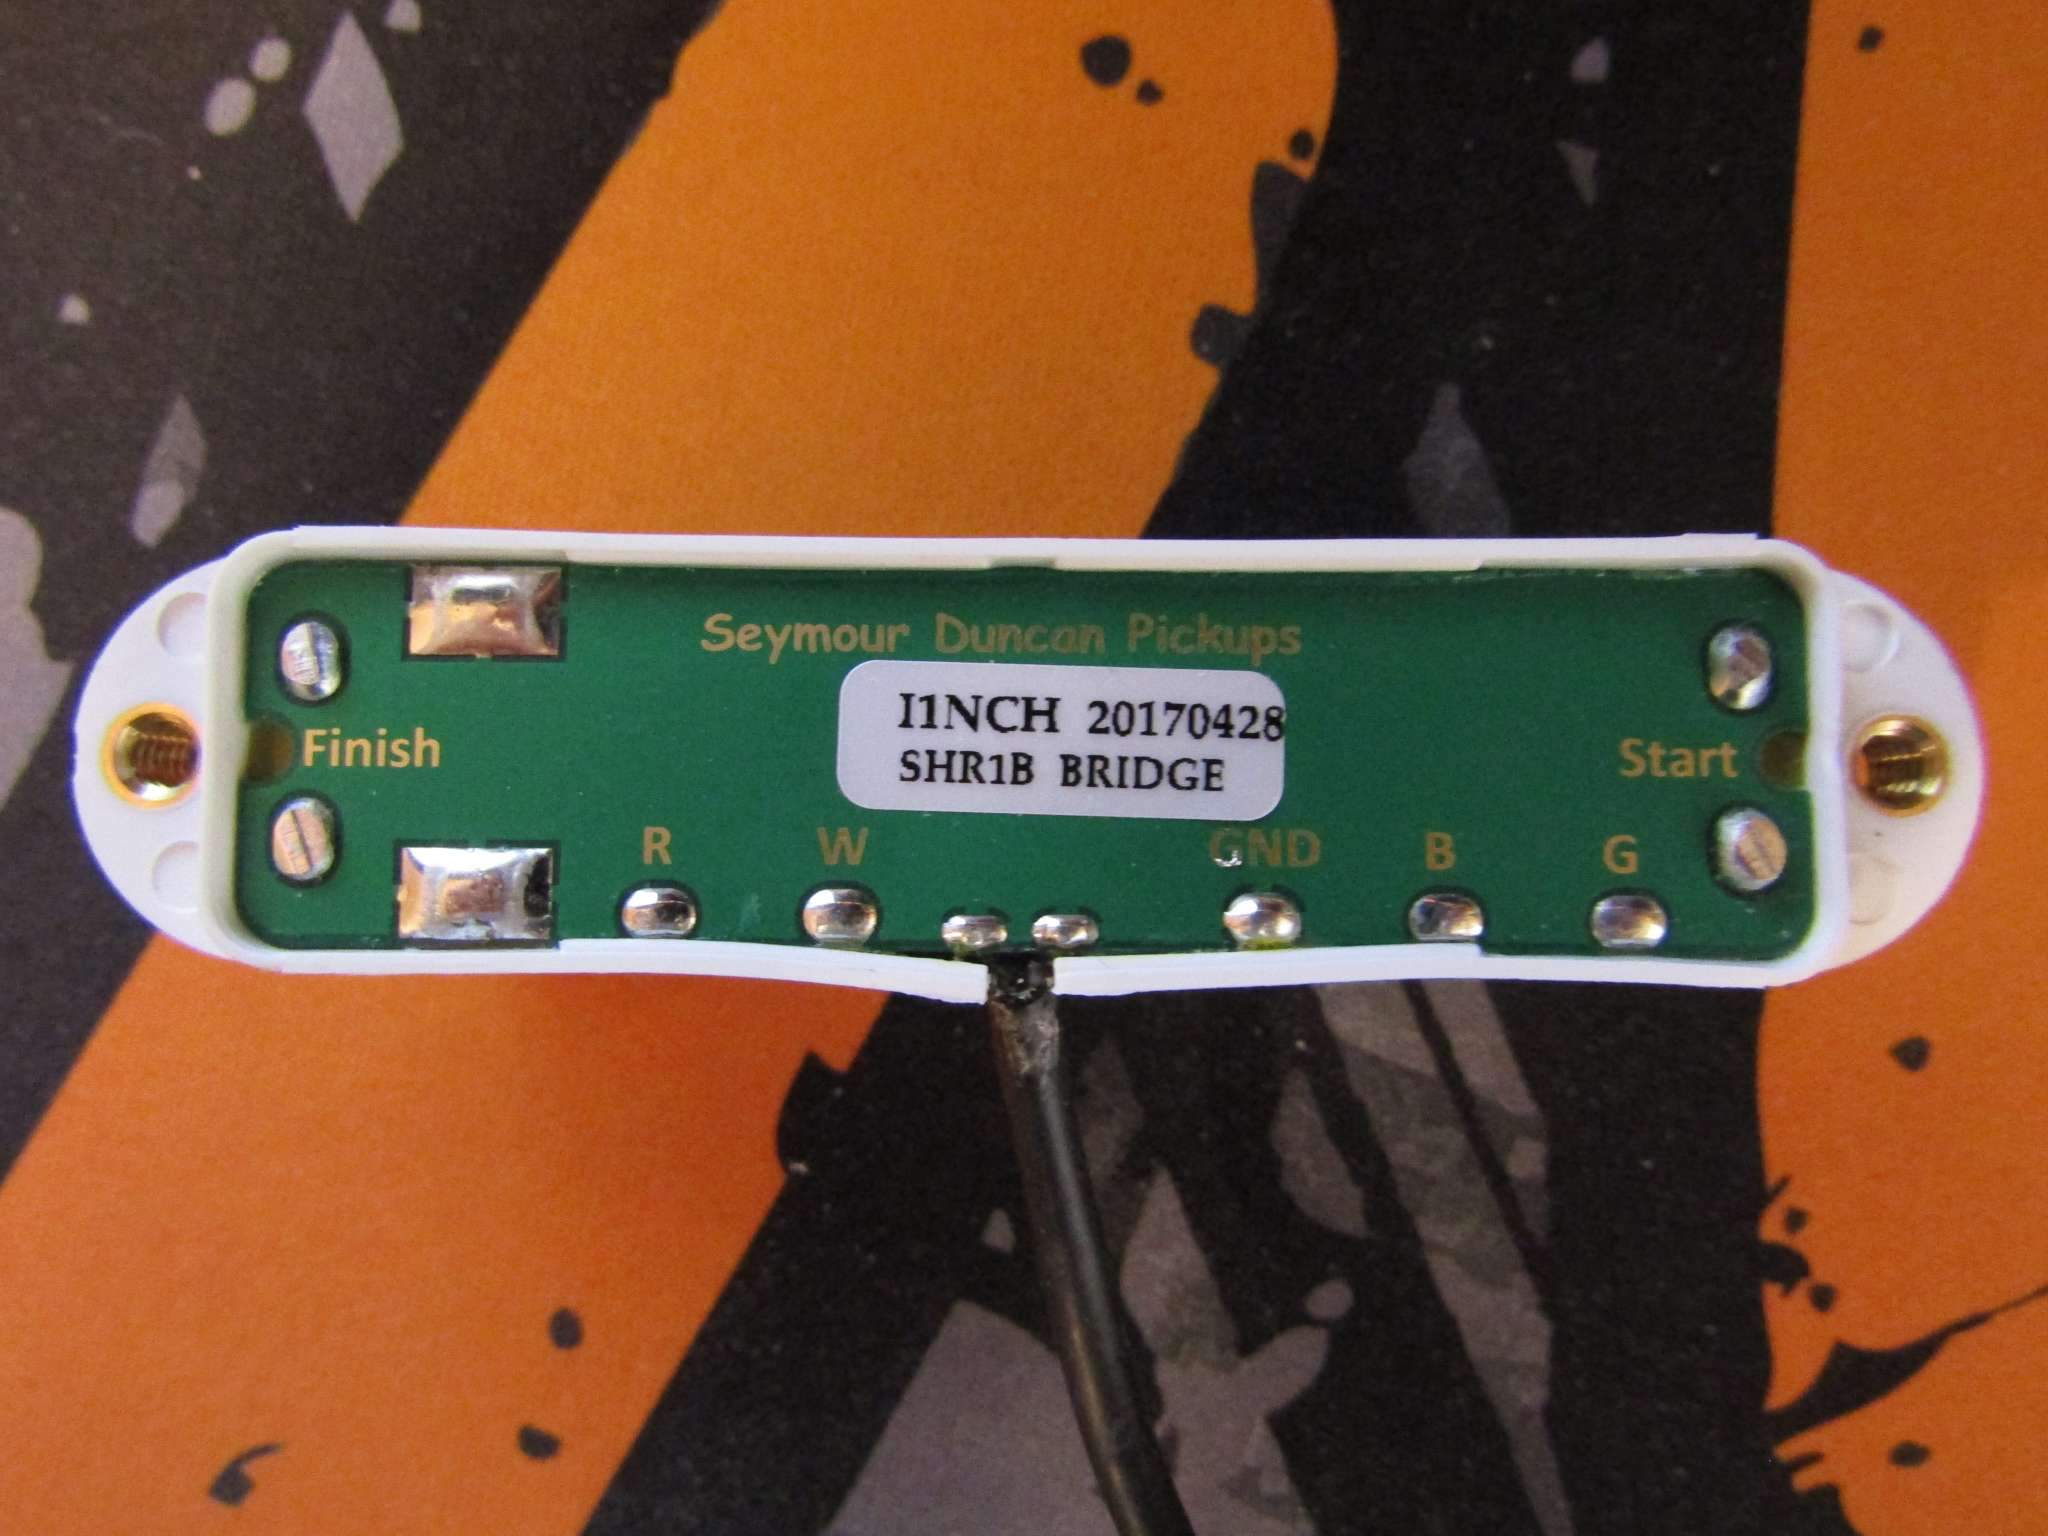 Seymour Duncan Pickups
I1NCH 20170428
SHR1B BRIDGE
Finish
Start
R W GND B G